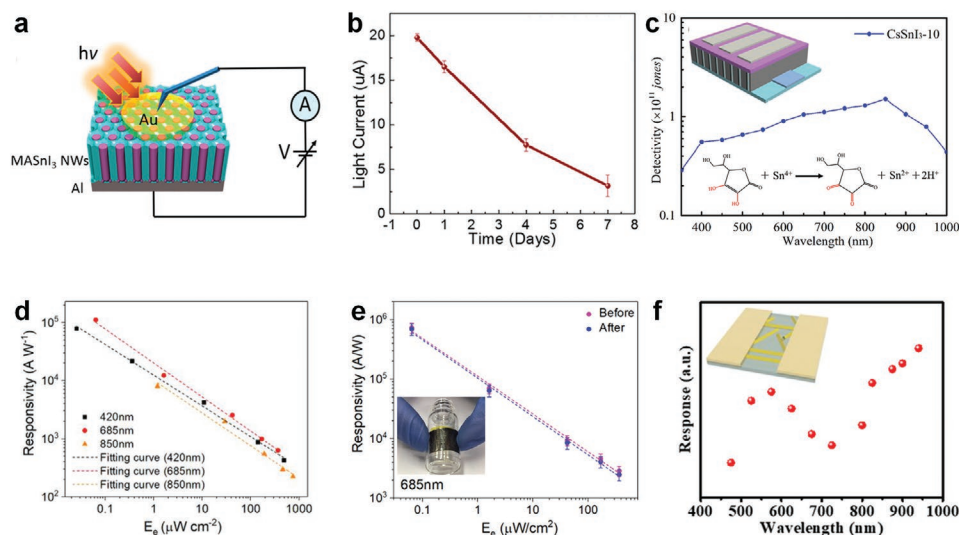 a
hν
Au
A
V
MASnI₃ NWs
Al
b
Light Current (uA)
20
15
10
5
0
-1 0 1 2 3 4 5 6 7 8
Time (Days)
c
CsSnI₃-10
Detectivity (×10¹¹ jones)
10
1
0.1
HO OH
HO OH
+ Sn⁴⁺
+ Sn²⁺ + 2H⁺
400 500 600 700 800 900 1000
Wavelength (nm)
d
Responsivity (A W⁻¹)
10⁵
10⁴
10³
10²
420nm
685nm
850nm
Fitting curve (420nm)
Fitting curve (685nm)
Fitting curve (850nm)
0.1 1 10 100 1000
Eₑ (μW cm⁻²)
e
Before
After
Responsivity (A/W)
10⁶
10⁵
10⁴
10³
685nm
0.1 1 10 100
Eₑ (μW/cm²)
f
Response (a.u.)
400 500 600 700 800 900 1000
Wavelength (nm)